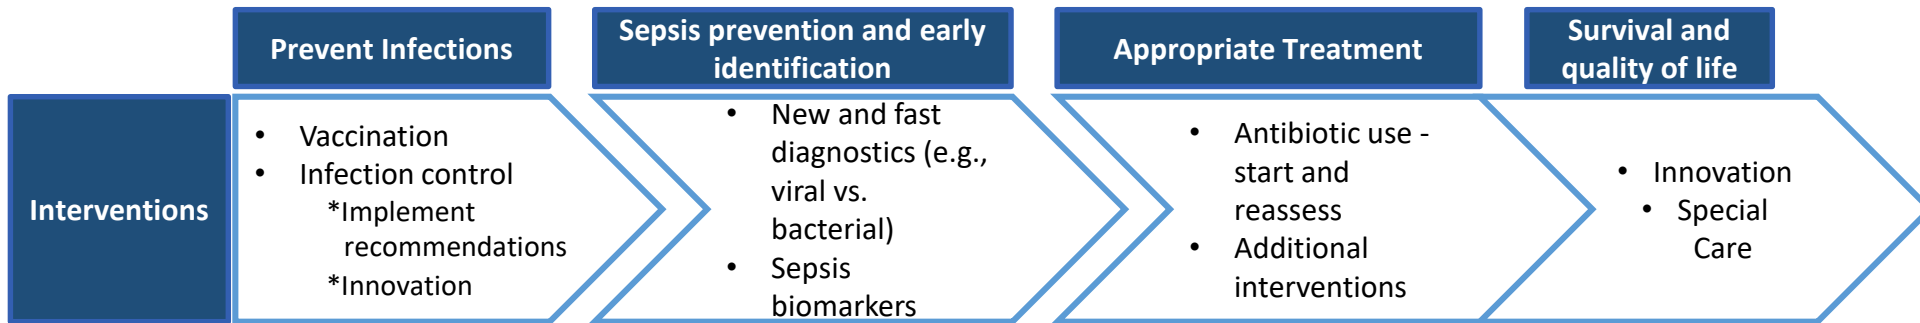 Prevent Infections
Sepsis prevention and early
identification
Appropriate Treatment
Survival and
quality of life
Interventions
• Vaccination
• Infection control
*Implement
recommendations
*Innovation
• New and fast
diagnostics (e.g.,
viral vs.
bacterial)
• Sepsis
biomarkers
• Antibiotic use -
start and
reassess
• Additional
interventions
• Innovation
• Special
Care